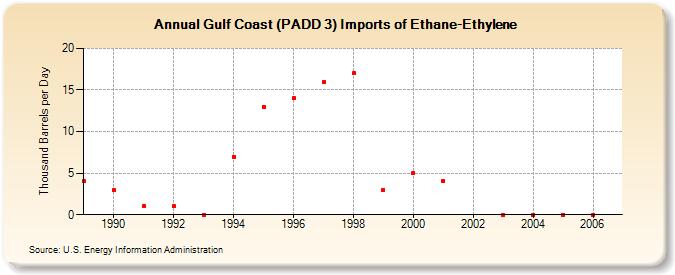 Annual Gulf Coast (PADD 3) Imports of Ethane-Ethylene
Thousand Barrels per Day
20
15
10
5
0
1990 1992 1994 1996 1998 2000 2002 2004 2006
Source: U.S. Energy Information Administration